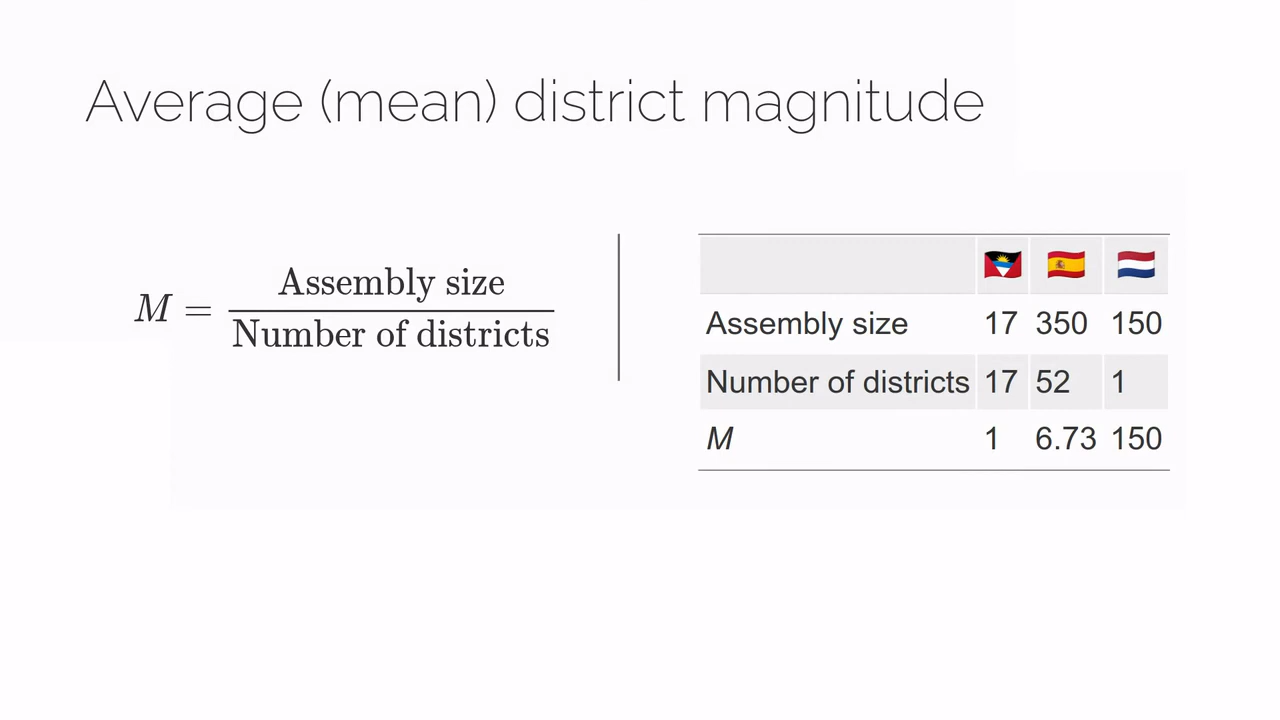 Average (mean) district magnitude
M = Assembly size / Number of districts
🇦🇬 🇪🇸 🇳🇱
Assembly size 17 350 150
Number of districts 17 52 1
M 1 6.73 150